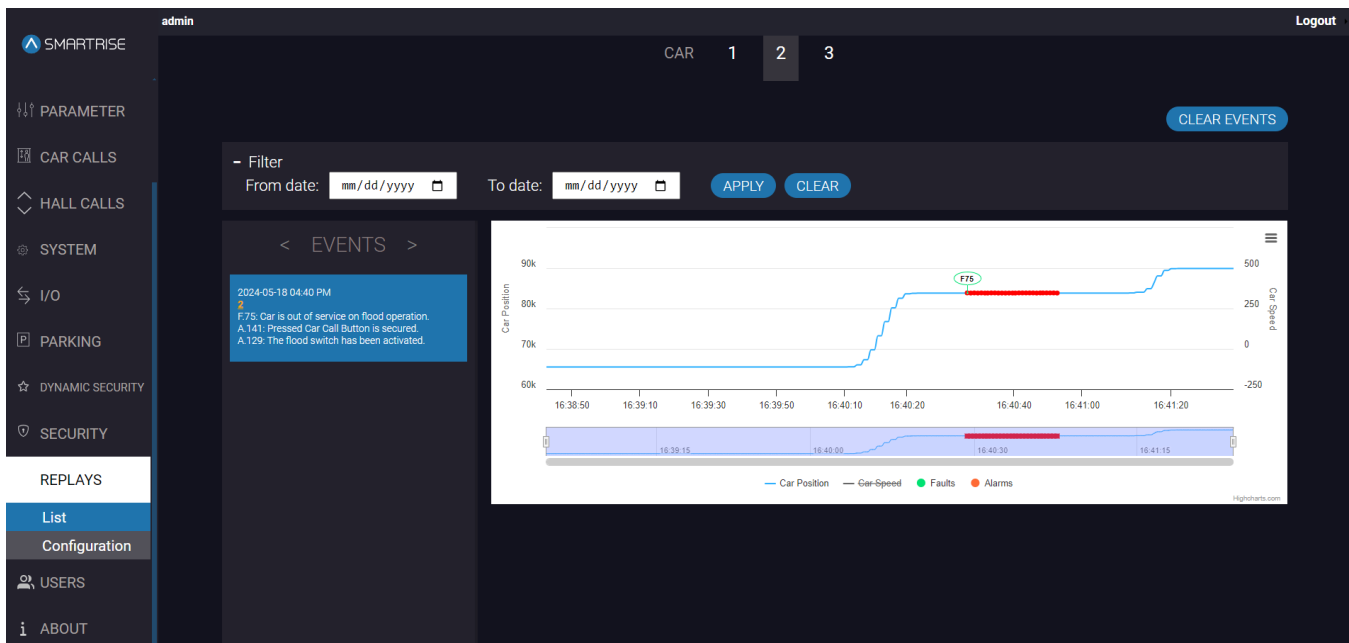 admin
Logout
SMARTRISE
CAR 1 2 3
PARAMETER
CAR CALLS
HALL CALLS
SYSTEM
I/O
PARKING
DYNAMIC SECURITY
SECURITY
REPLAYS
List
Configuration
USERS
ABOUT
CLEAR EVENTS
– Filter
From date: mm/dd/yyyy To date: mm/dd/yyyy APPLY CLEAR
< EVENTS >
2024-05-18 04:40 PM
2
F.75: Car is out of service on flood operation.
A.141: Pressed Car Call Button is secured.
A.129: The flood switch has been activated.
Car Position
90k
80k
70k
60k
F75
500
250
0
-250
Car Speed
16:38:50 16:39:10 16:39:30 16:39:50 16:40:10 16:40:20 16:40:40 16:41:00 16:41:20
16:39:15 16:40:00 16:40:30 16:41:15
Car Position Car Speed Faults Alarms
Highcharts.com